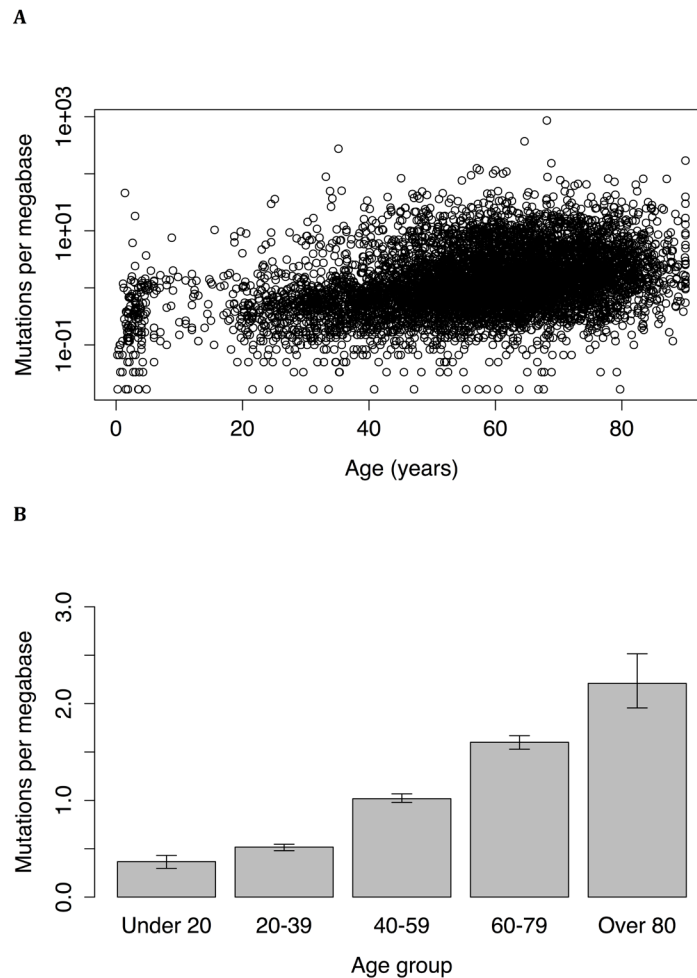 A
Mutations per megabase
1e+03
1e+01
1e-01
0
20
40
60
80
Age (years)
B
Mutations per megabase
3.0
2.0
1.0
0.0
Under 20
20-39
40-59
60-79
Over 80
Age group